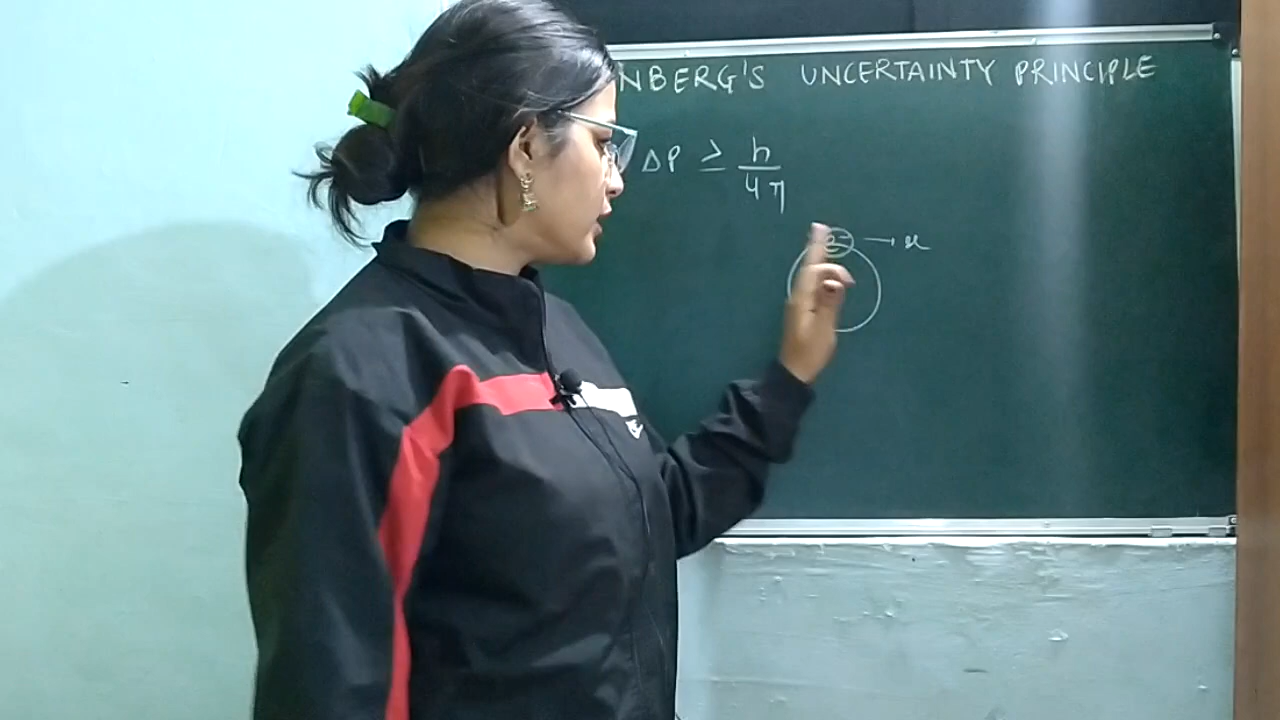 NBERG'S UNCERTAINTY PRINCIPLE
ΔP ≥ h
4π
e⁻ → x